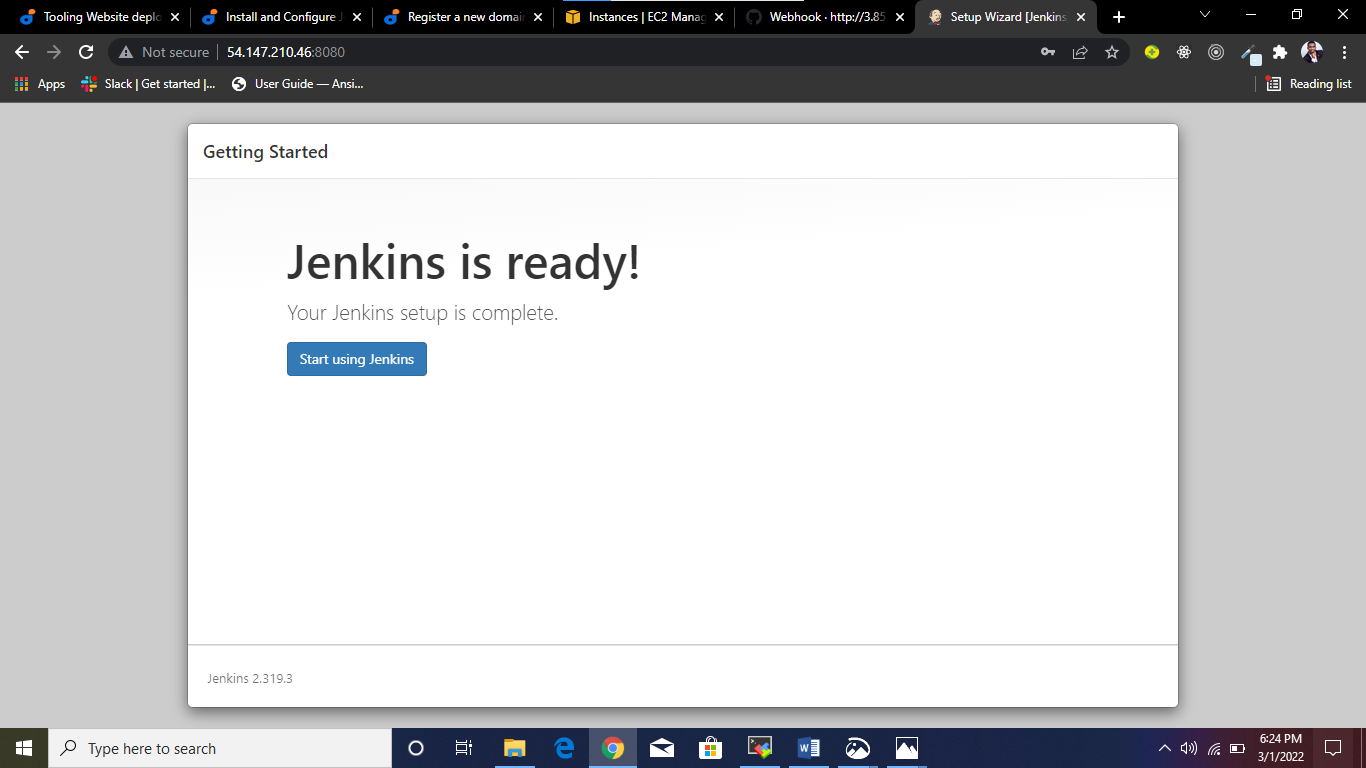 Tooling Website deplo
Install and Configure J
Register a new domain
Instances | EC2 Manag
Webhook · http://3.85
Setup Wizard [Jenkins
Not secure
54.147.210.46:8080
Apps
Slack | Get started |...
User Guide — Ansi...
Reading list
Getting Started
Jenkins is ready!
Your Jenkins setup is complete.
Start using Jenkins
Jenkins 2.319.3
Type here to search
6:24 PM
3/1/2022